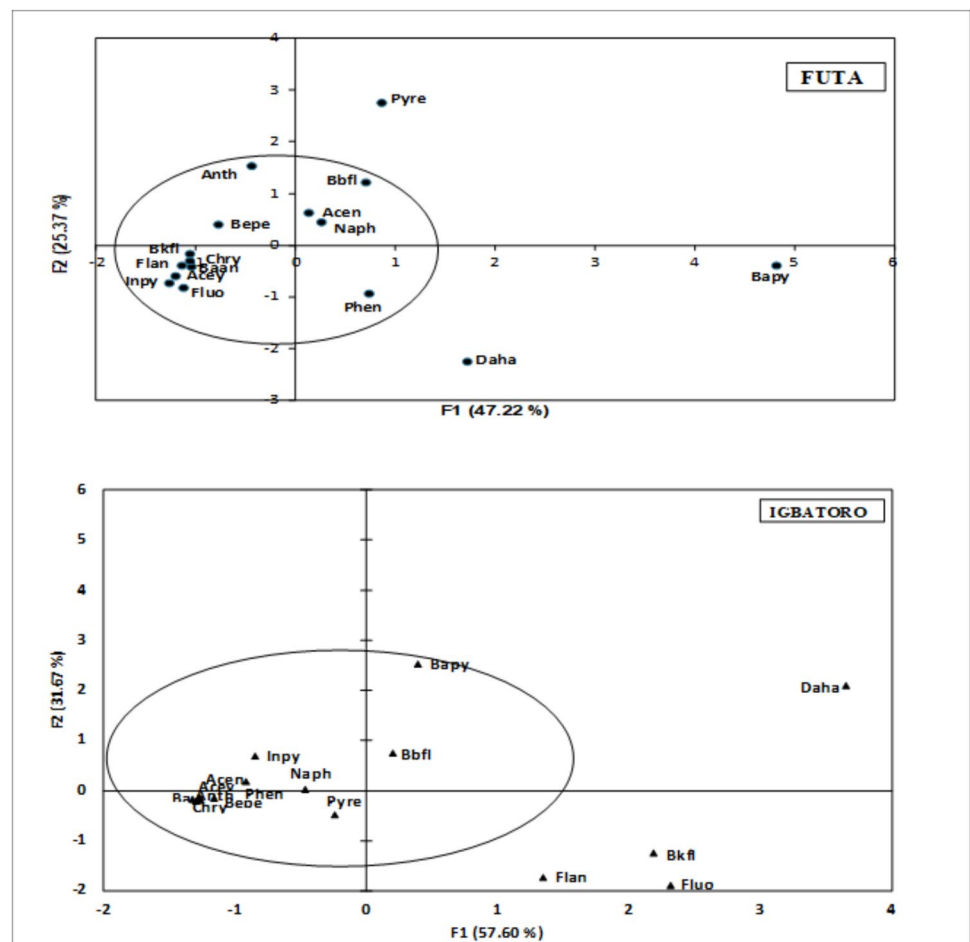 4
FUTA
3
Pyre
2
Anth
Bbfl
1
Acen
Bepe
Naph
F2 (25.37 %)
Bkfl
0
-2
-1
0
1
2
3
4
5
6
Chry
Flan
Baan
Bapy
Inpy
Acey
Fluo
-1
Phen
-2
Daha
-3
F1 (47.22 %)
6
IGBATORO
5
4
3
Bapy
2
Daha
F2 (31.67 %)
1
Inpy
Bbfl
Naph
Acen
Acey
Anth
Phen
0
Bepe
Pyre
Chry
-1
Bkfl
Flan
Fluo
-2
-2
-1
0
1
2
3
4
F1 (57.60 %)